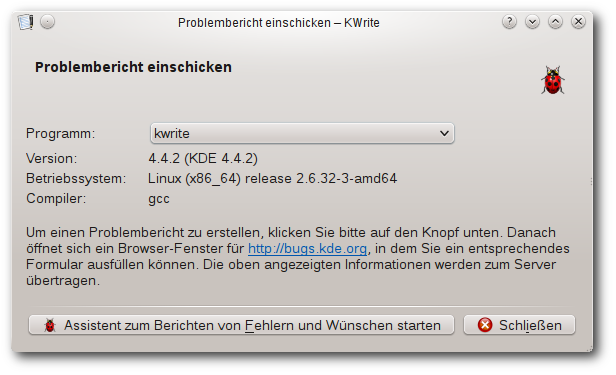 Problembericht einschicken – KWrite
Problembericht einschicken
Programm: kwrite
Version: 4.4.2 (KDE 4.4.2)
Betriebssystem: Linux (x86_64) release 2.6.32-3-amd64
Compiler: gcc
Um einen Problembericht zu erstellen, klicken Sie bitte auf den Knopf unten. Danach
öffnet sich ein Browser-Fenster für http://bugs.kde.org, in dem Sie ein entsprechendes
Formular ausfüllen können. Die oben angezeigten Informationen werden zum Server
übertragen.
Assistent zum Berichten von Fehlern und Wünschen starten
Schließen